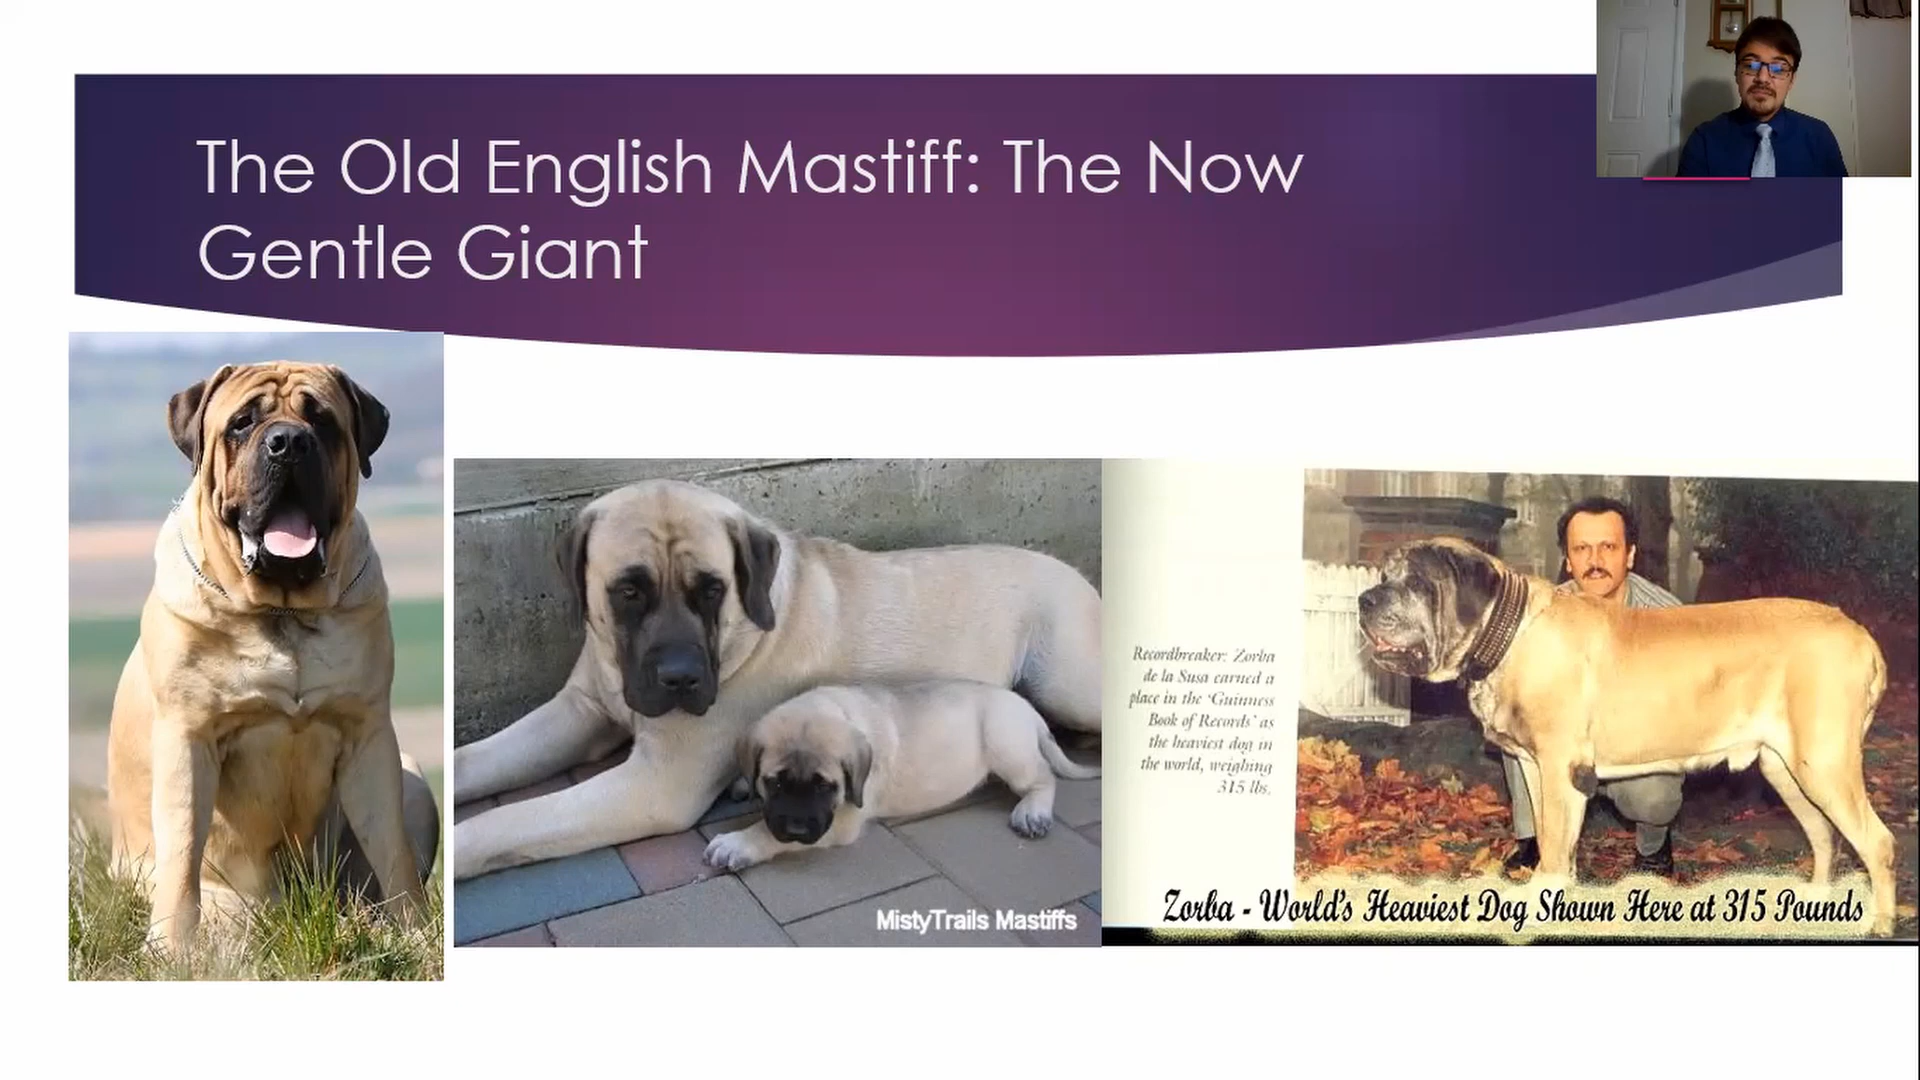 The Old English Mastiff: The Now
Gentle Giant
Recordbreaker: Zorba
de la Susa earned a
place in the 'Guinness
Book of Records' as
the heaviest dog in
the world, weighing
315 lbs.
MistyTrails Mastiffs
Zorba - World's Heaviest Dog Shown Here at 315 Pounds